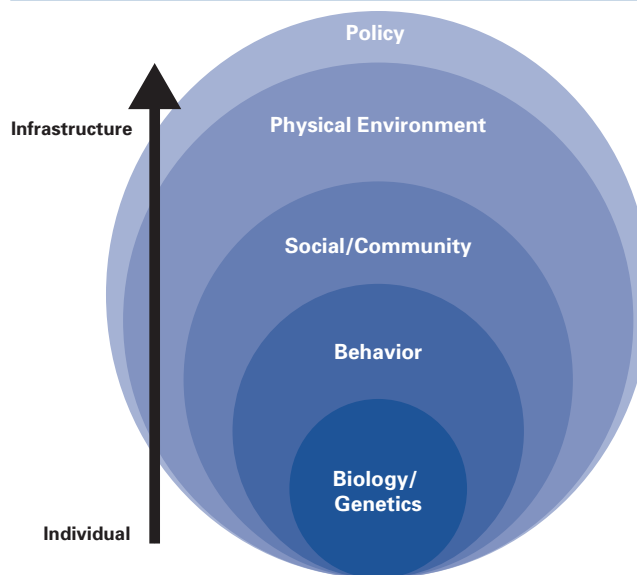 Policy
Infrastructure
Physical Environment
Social/Community
Behavior
Biology/
Genetics
Individual